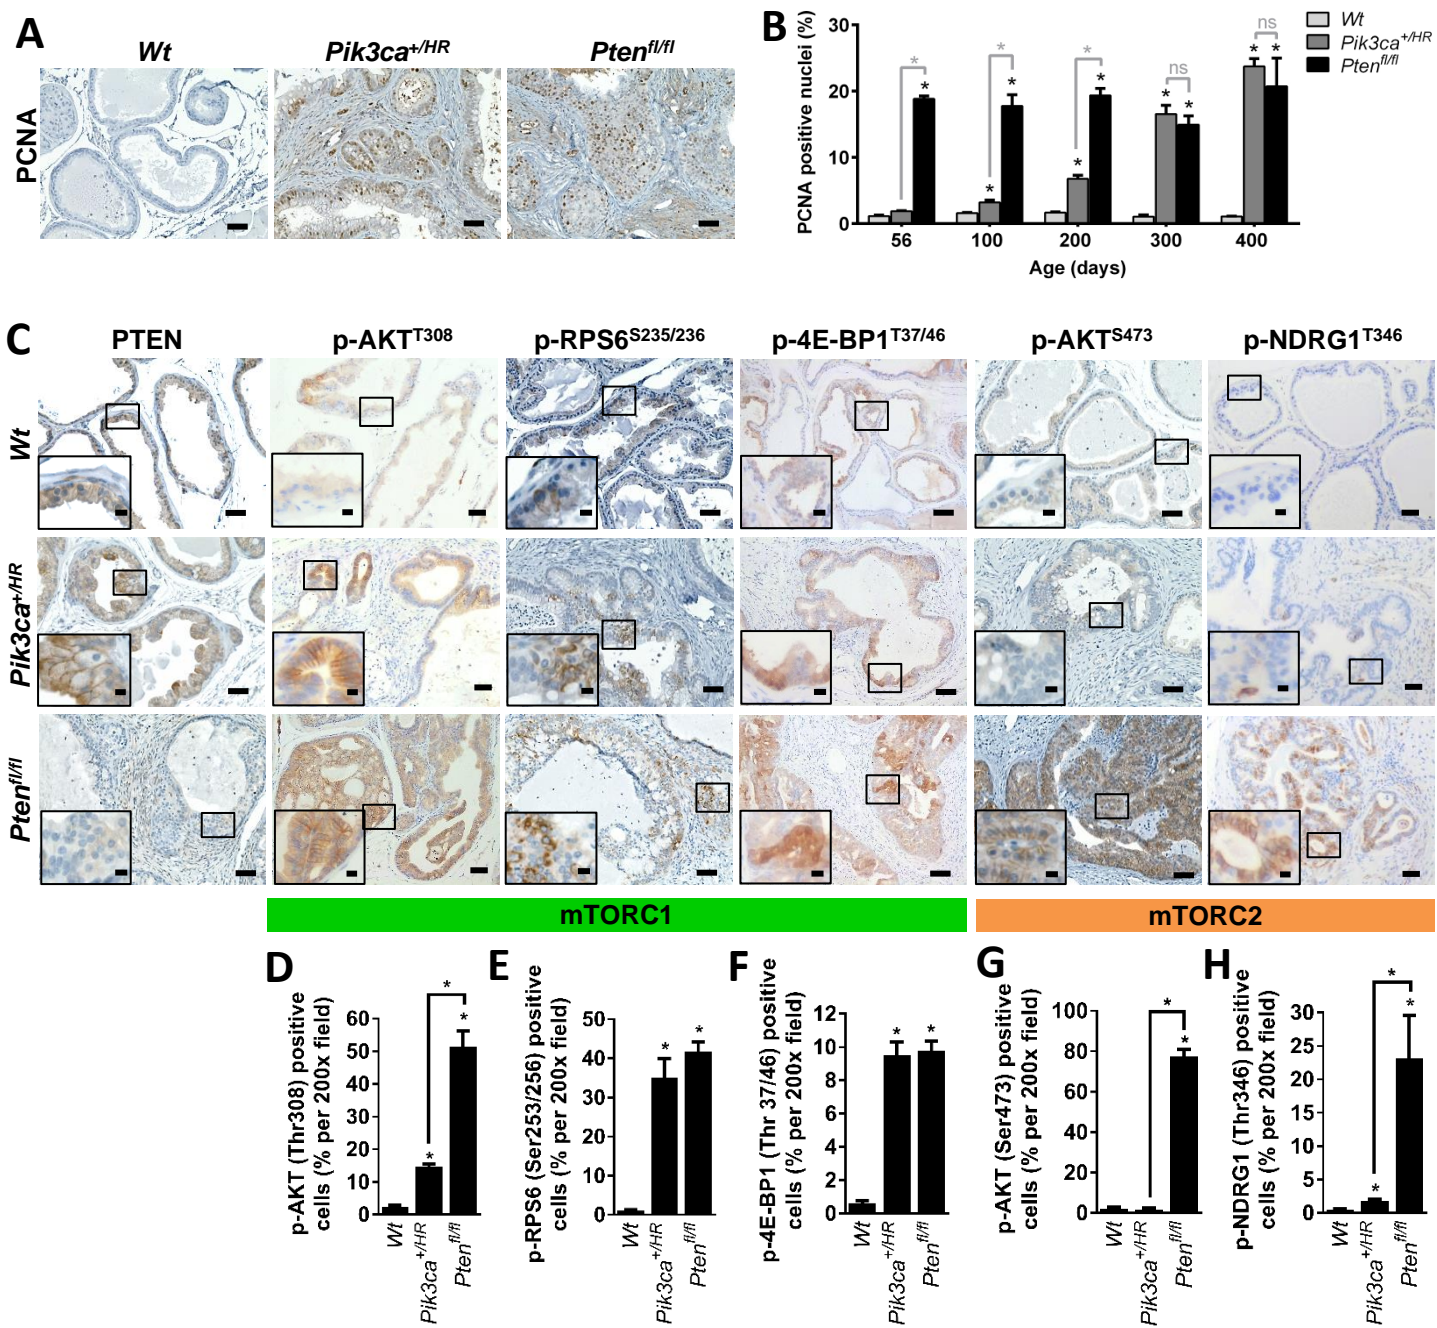 A
Wt
Pik3ca+/HR
Ptenfl/fl
PCNA
B
PCNA positive nuclei (%)
30
20
10
0
* * * ns ns
* * * * * * * * *
56 100 200 300 400
Age (days)
Wt
Pik3ca+/HR
Ptenfl/fl
C
PTEN
p-AKTT308
p-RPS6S235/236
p-4E-BP1T37/46
p-AKTS473
p-NDRG1T346
Wt
Pik3ca+/HR
Ptenfl/fl
mTORC1
mTORC2
D
p-AKT (Thr308) positive
cells (% per 200x field)
60
50
40
30
20
10
0
*
*
*
Wt
Pik3ca+/HR
Ptenfl/fl
E
p-RPS6 (Ser253/256) positive
cells (% per 200x field)
50
40
30
20
10
0
*
*
Wt
Pik3ca+/HR
Ptenfl/fl
F
p-4E-BP1 (Thr 37/46) positive
cells (% per 200x field)
12
10
8
6
4
2
0
*
*
Wt
Pik3ca+/HR
Ptenfl/fl
G
p-AKT (Ser473) positive
cells (% per 200x field)
100
80
60
40
20
0
*
*
Wt
Pik3ca+/HR
Ptenfl/fl
H
p-NDRG1 (Thr346) positive
cells (% per 200x field)
30
25
20
15
10
5
0
*
*
*
Wt
Pik3ca+/HR
Ptenfl/fl